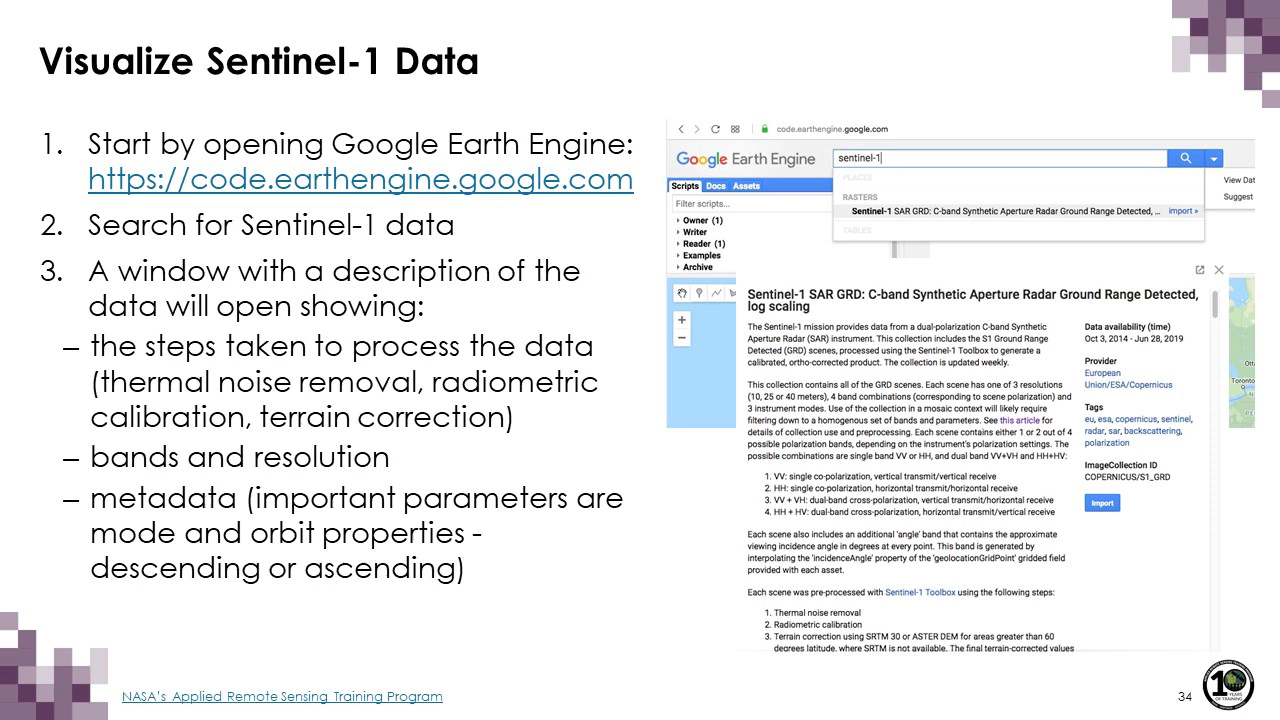 Visualize Sentinel-1 Data
1. Start by opening Google Earth Engine:
https://code.earthengine.google.com
2. Search for Sentinel-1 data
3. A window with a description of the
data will open showing:
– the steps taken to process the data
(thermal noise removal, radiometric
calibration, terrain correction)
– bands and resolution
– metadata (important parameters are
mode and orbit properties -
descending or ascending)
code.earthengine.google.com
Google Earth Engine
sentinel-1
PLACES
RASTERS
Sentinel-1 SAR GRD: C-band Synthetic Aperture Radar Ground Range Detected, ... import »
TABLES
View Dat
Suggest
Scripts Docs Assets
Filter scripts...
Owner (1)
Writer
Reader (1)
Examples
Archive
+
−
Toronto
Sentinel-1 SAR GRD: C-band Synthetic Aperture Radar Ground Range Detected,
log scaling
The Sentinel-1 mission provides data from a dual-polarization C-band Synthetic
Aperture Radar (SAR) instrument. This collection includes the S1 Ground Range
Detected (GRD) scenes, processed using the Sentinel-1 Toolbox to generate a
calibrated, ortho-corrected product. The collection is updated weekly.
This collection contains all of the GRD scenes. Each scene has one of 3 resolutions
(10, 25 or 40 meters), 4 band combinations (corresponding to scene polarization) and
3 instrument modes. Use of the collection in a mosaic context will likely require
filtering down to a homogenous set of bands and parameters. See this article for
details of collection use and preprocessing. Each scene contains either 1 or 2 out of 4
possible polarization bands, depending on the instrument's polarization settings. The
possible combinations are single band VV or HH, and dual band VV+VH and HH+HV:
1. VV: single co-polarization, vertical transmit/vertical receive
2. HH: single co-polarization, horizontal transmit/horizontal receive
3. VV + VH: dual-band cross-polarization, vertical transmit/horizontal receive
4. HH + HV: dual-band cross-polarization, horizontal transmit/vertical receive
Each scene also includes an additional 'angle' band that contains the approximate
viewing incidence angle in degrees at every point. This band is generated by
interpolating the 'incidenceAngle' property of the 'geolocationGridPoint' gridded field
provided with each asset.
Each scene was pre-processed with Sentinel-1 Toolbox using the following steps:
1. Thermal noise removal
2. Radiometric calibration
3. Terrain correction using SRTM 30 or ASTER DEM for areas greater than 60
degrees latitude, where SRTM is not available. The final terrain-corrected values
Data availability (time)
Oct 3, 2014 - Jun 28, 2019
Provider
European
Union/ESA/Copernicus
Tags
eu, esa, copernicus, sentinel,
radar, sar, backscattering,
polarization
ImageCollection ID
COPERNICUS/S1_GRD
Import
NASA's Applied Remote Sensing Training Program
34
10
YEARS
OF TRAINING